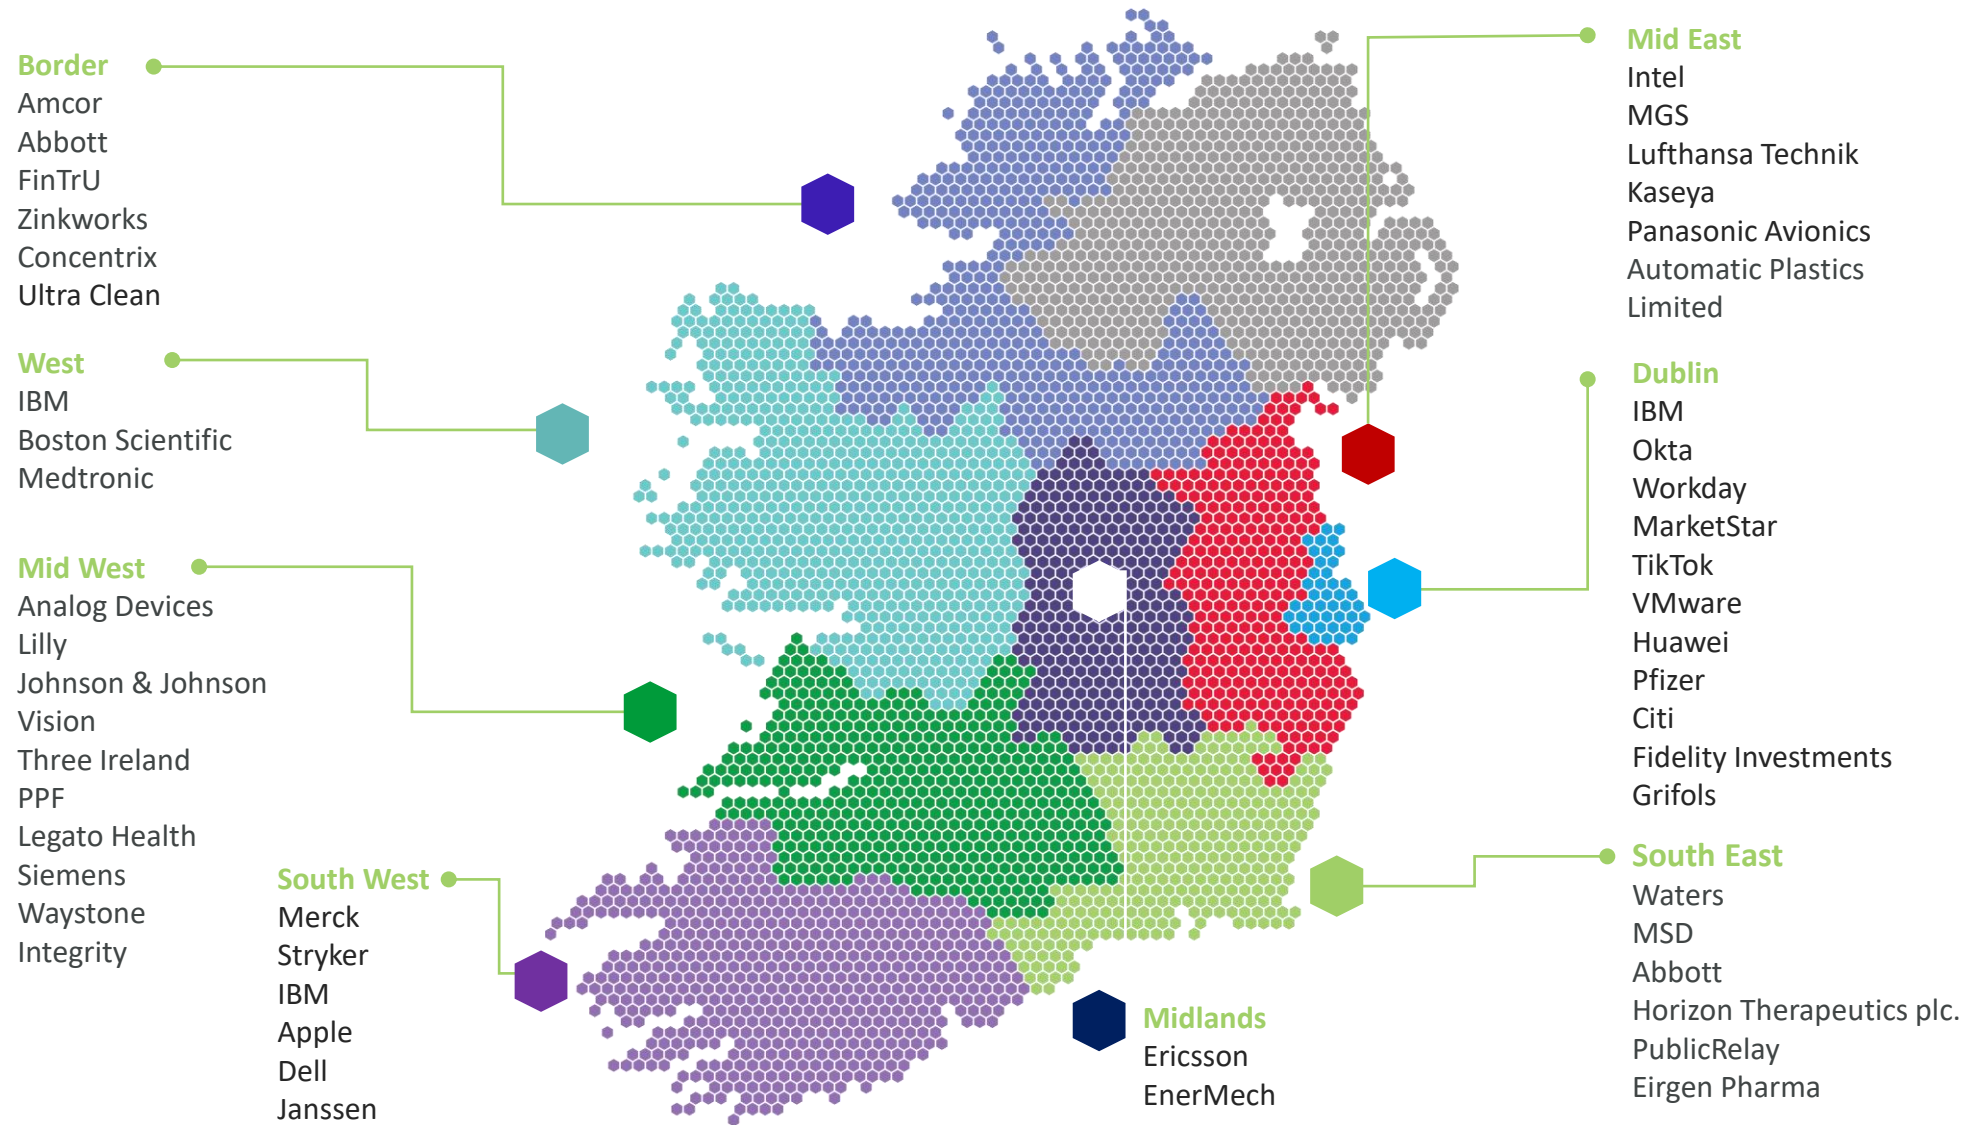 Border
Amcor
Abbott
FinTrU
Zinkworks
Concentrix
Ultra Clean
West
IBM
Boston Scientific
Medtronic
Mid West
Analog Devices
Lilly
Johnson & Johnson
Vision
Three Ireland
PPF
Legato Health
Siemens
Waystone
Integrity
South West
Merck
Stryker
IBM
Apple
Dell
Janssen
Midlands
Ericsson
EnerMech
Mid East
Intel
MGS
Lufthansa Technik
Kaseya
Panasonic Avionics
Automatic Plastics
Limited
Dublin
IBM
Okta
Workday
MarketStar
TikTok
VMware
Huawei
Pfizer
Citi
Fidelity Investments
Grifols
South East
Waters
MSD
Abbott
Horizon Therapeutics plc.
PublicRelay
Eirgen Pharma